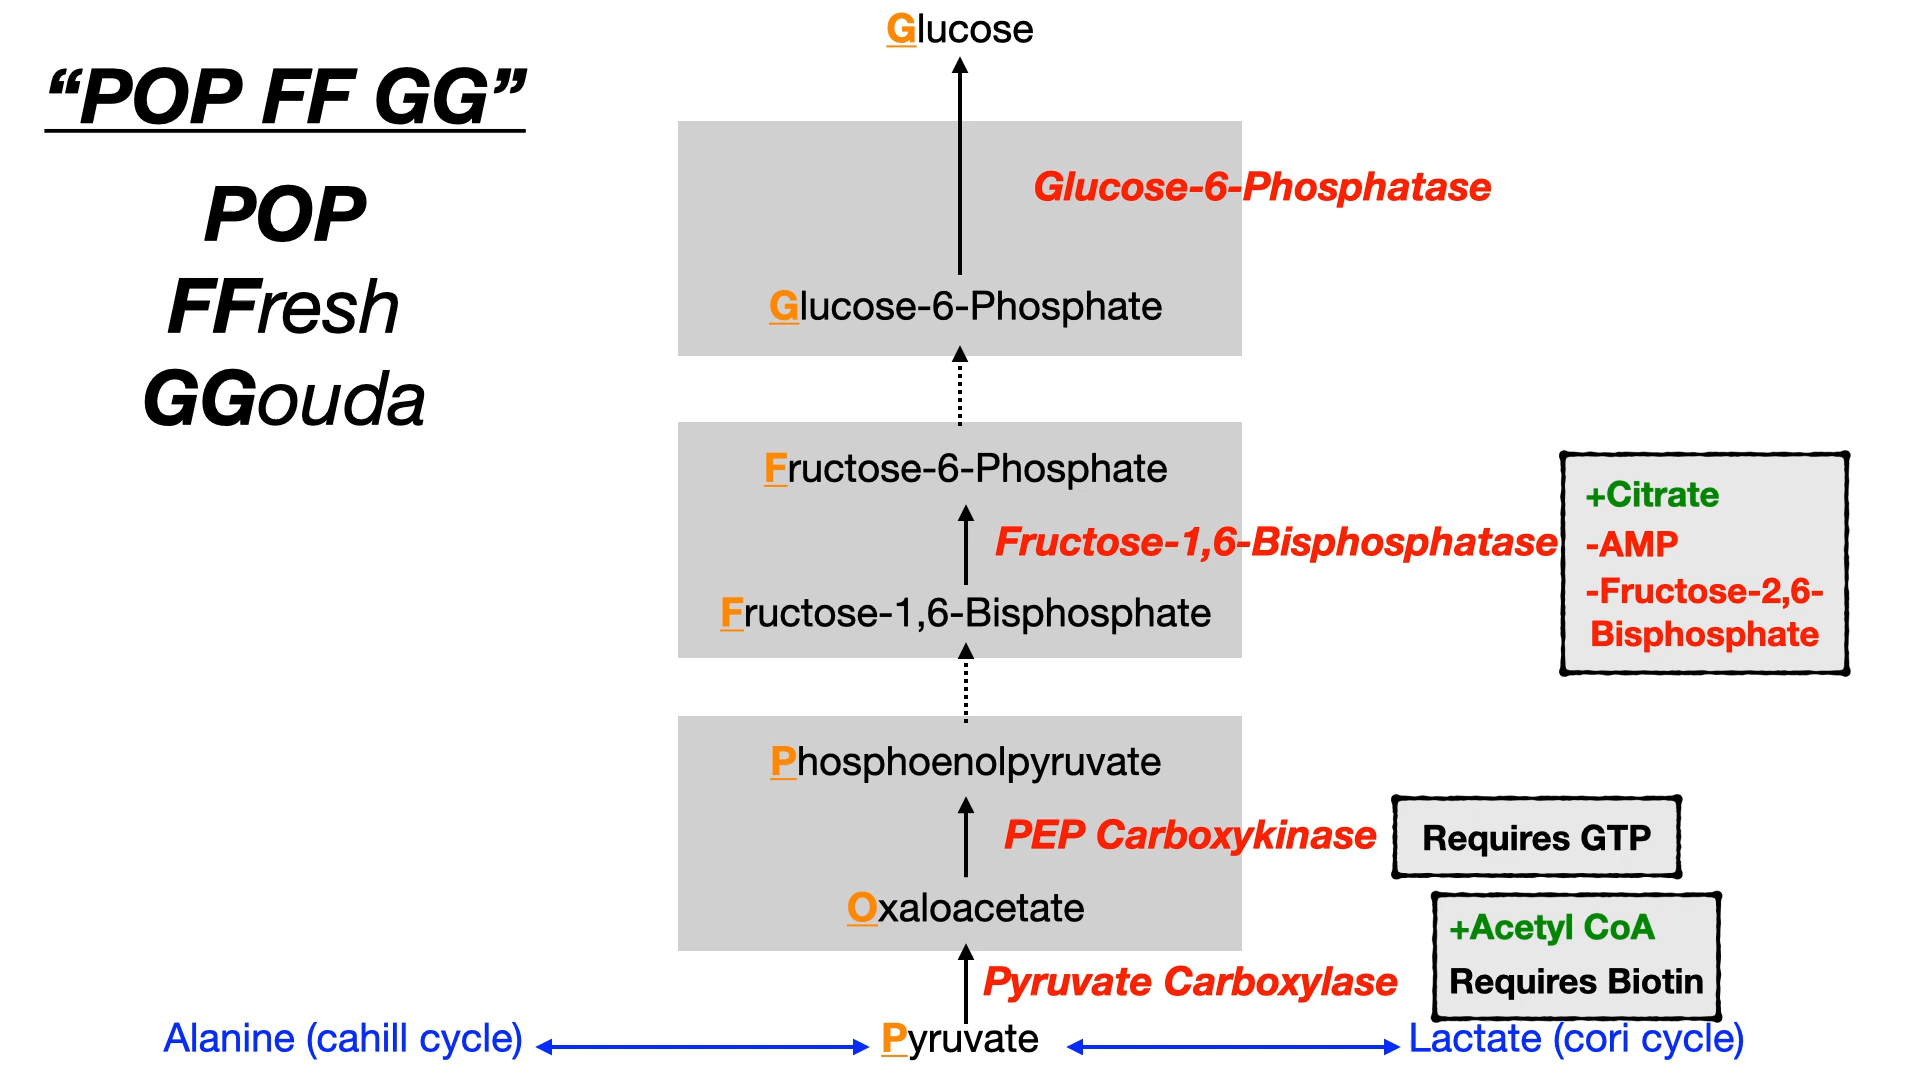 “POP FF GG”
POP
FFresh
GGouda
Glucose
Glucose-6-Phosphatase
Glucose-6-Phosphate
Fructose-6-Phosphate
Fructose-1,6-Bisphosphatase
Fructose-1,6-Bisphosphate
+Citrate
-AMP
-Fructose-2,6-
Bisphosphate
Phosphoenolpyruvate
PEP Carboxykinase
Requires GTP
Oxaloacetate
+Acetyl CoA
Requires Biotin
Pyruvate Carboxylase
Alanine (cahill cycle)
Pyruvate
Lactate (cori cycle)